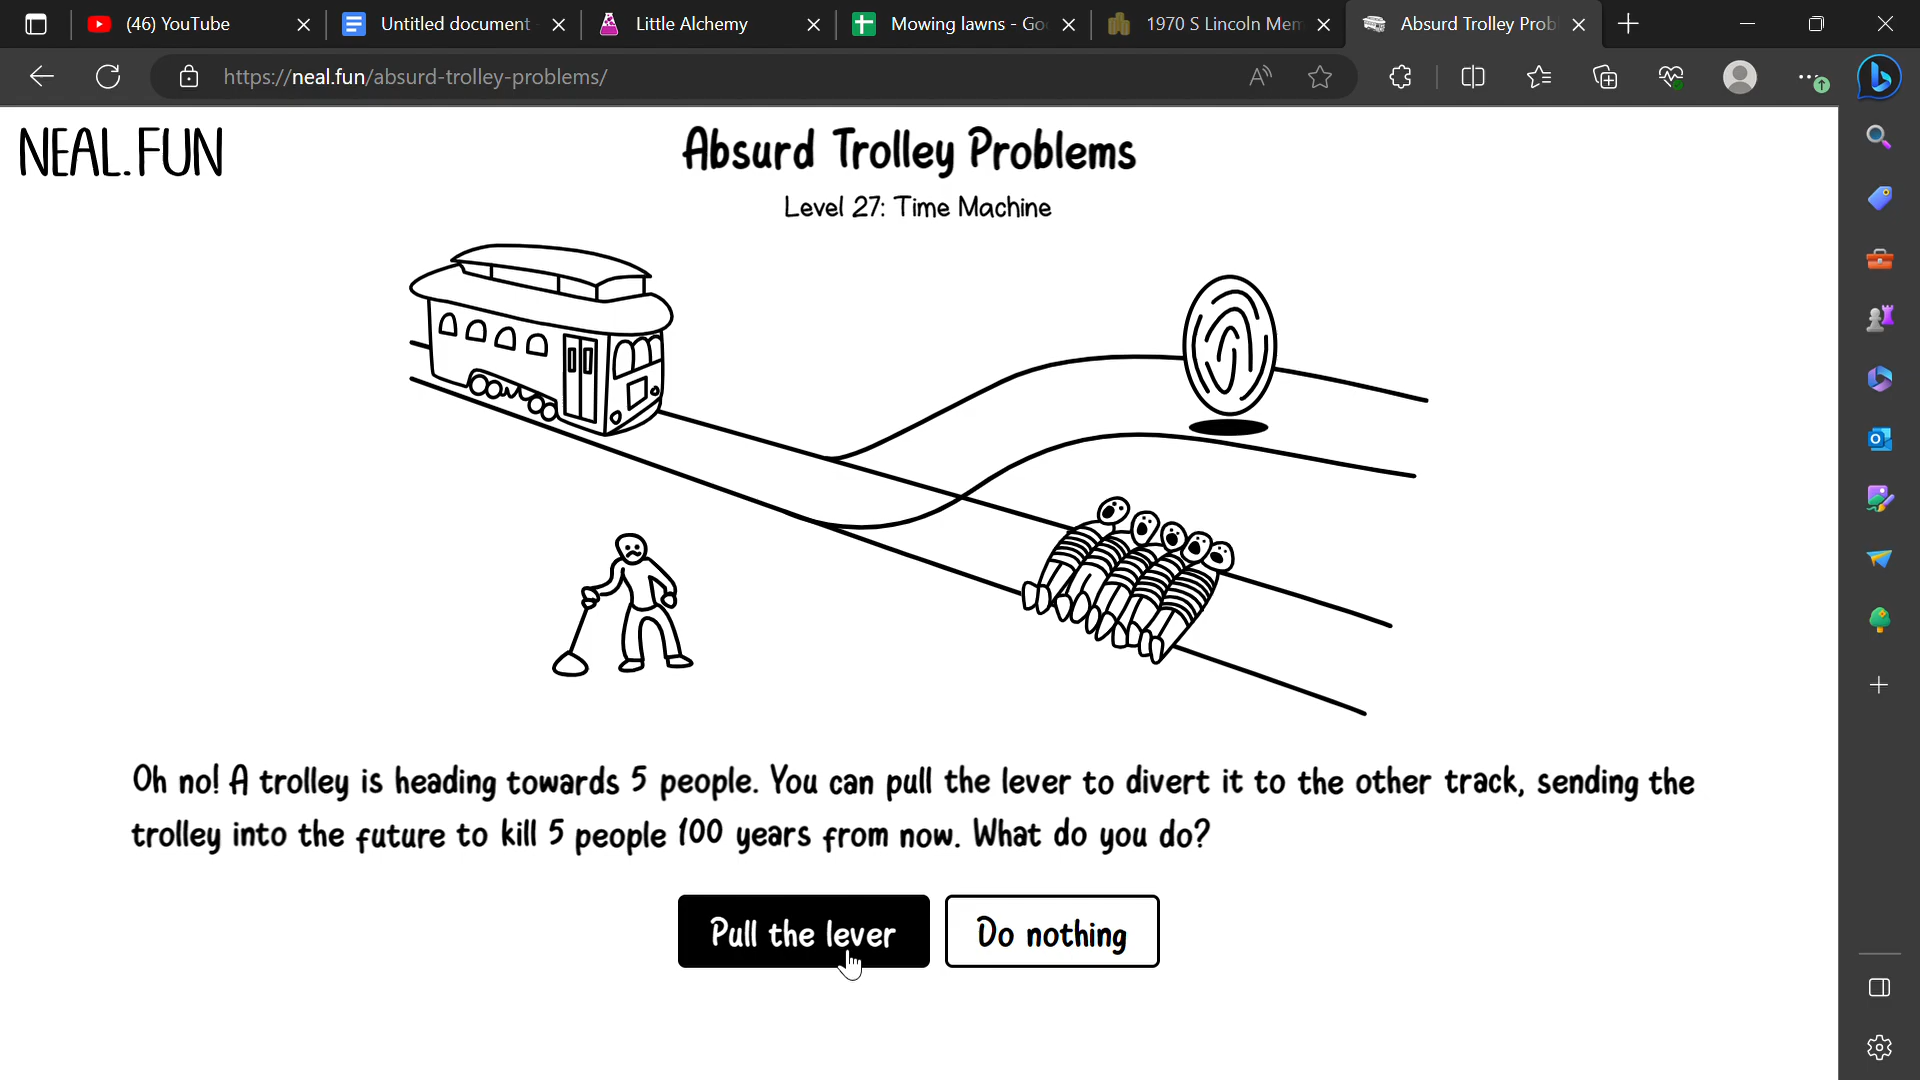 (46) YouTube
Untitled document
Little Alchemy
Mowing lawns - Go
1970 S Lincoln Mem
Absurd Trolley Prob
https://neal.fun/absurd-trolley-problems/
NEAL.FUN
Absurd Trolley Problems
Level 27: Time Machine
Oh no! A trolley is heading towards 5 people. You can pull the lever to divert it to the other track, sending the
trolley into the future to kill 5 people 100 years from now. What do you do?
Pull the lever
Do nothing